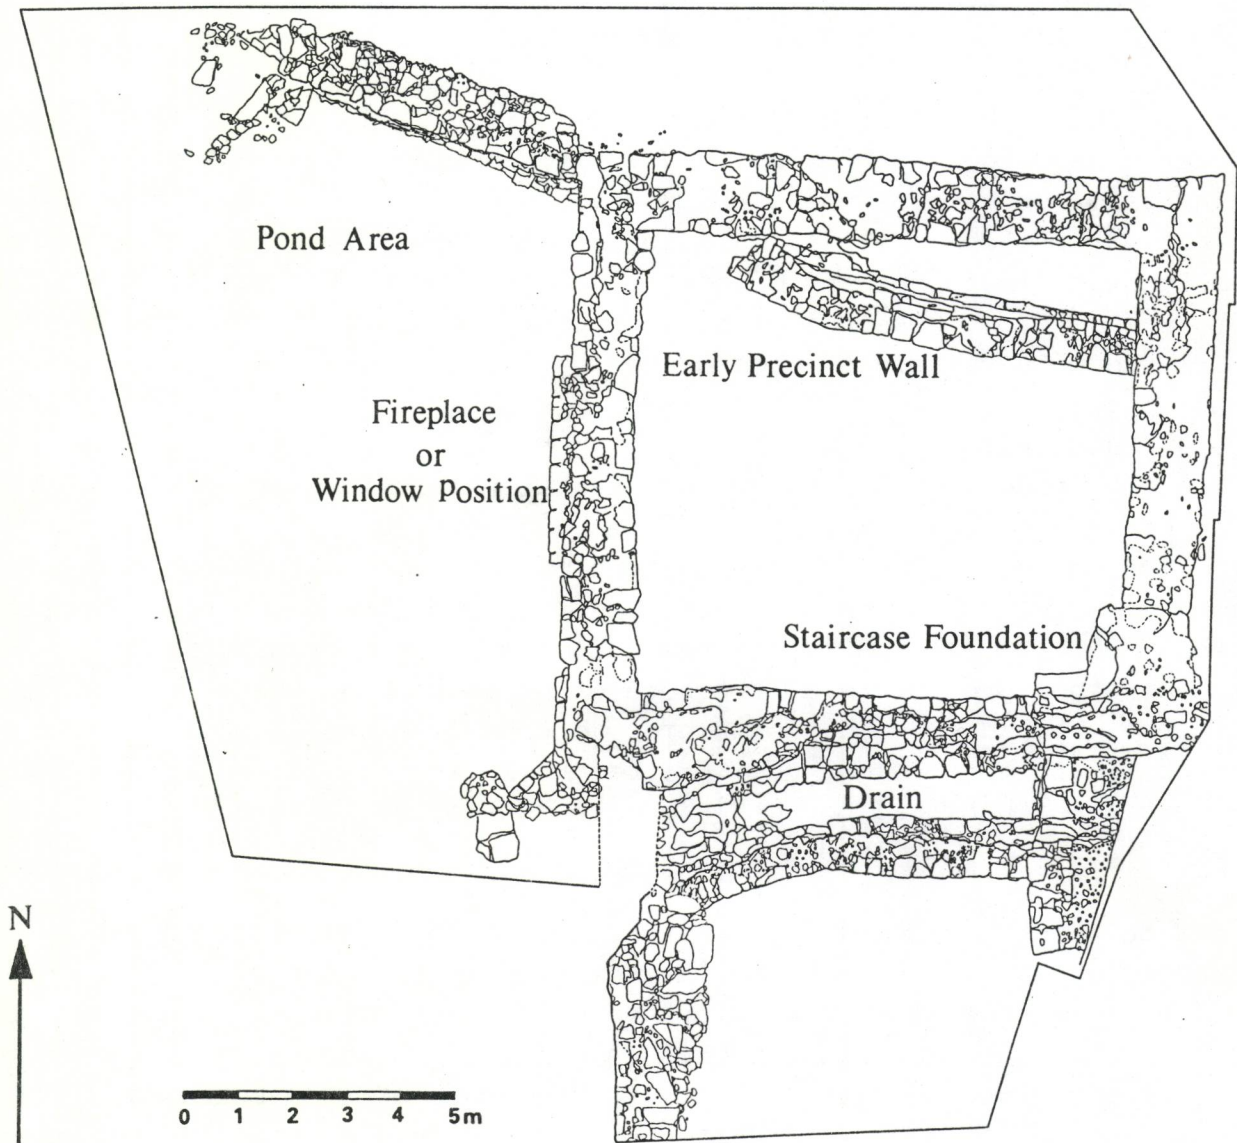 Pond Area
Early Precinct Wall
Fireplace
or
Window Position
Staircase Foundation
Drain
N
0 1 2 3 4 5m